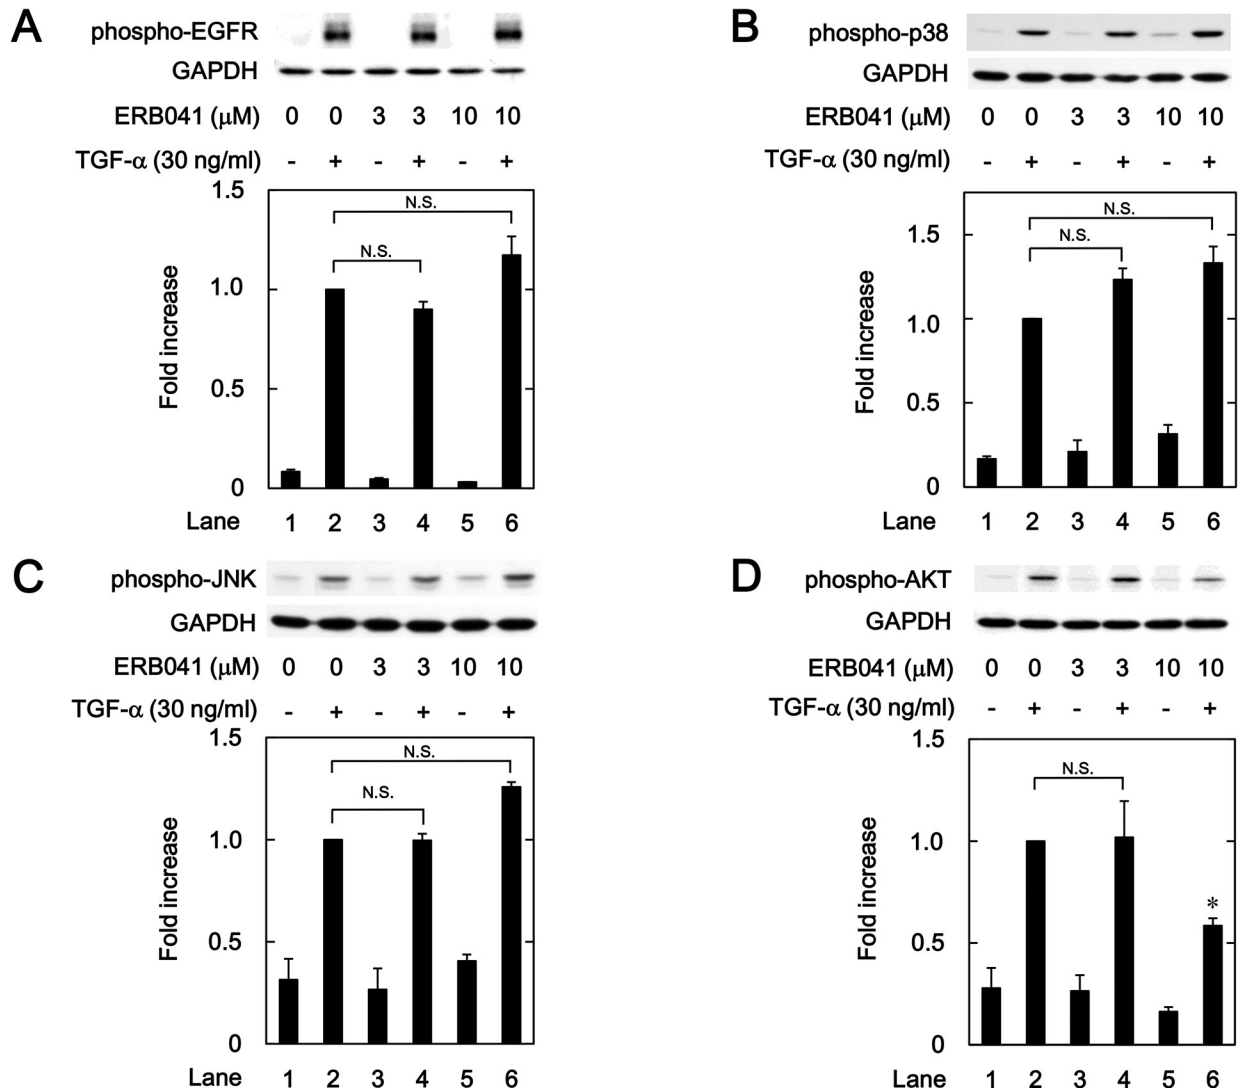 A
phospho-EGFR
GAPDH
ERB041 (μM) 0 0 3 3 10 10
TGF-α (30 ng/ml) - + - + - +
1.5
N.S.
N.S.
1.0
Fold increase
0.5
0
Lane 1 2 3 4 5 6
B
phospho-p38
GAPDH
ERB041 (μM) 0 0 3 3 10 10
TGF-α (30 ng/ml) - + - + - +
N.S.
1.5
N.S.
1.0
Fold increase
0.5
0
Lane 1 2 3 4 5 6
C
phospho-JNK
GAPDH
ERB041 (μM) 0 0 3 3 10 10
TGF-α (30 ng/ml) - + - + - +
1.5
N.S.
N.S.
1.0
Fold increase
0.5
0
Lane 1 2 3 4 5 6
D
phospho-AKT
GAPDH
ERB041 (μM) 0 0 3 3 10 10
TGF-α (30 ng/ml) - + - + - +
1.5
N.S.
1.0
Fold increase
*
0.5
0
Lane 1 2 3 4 5 6